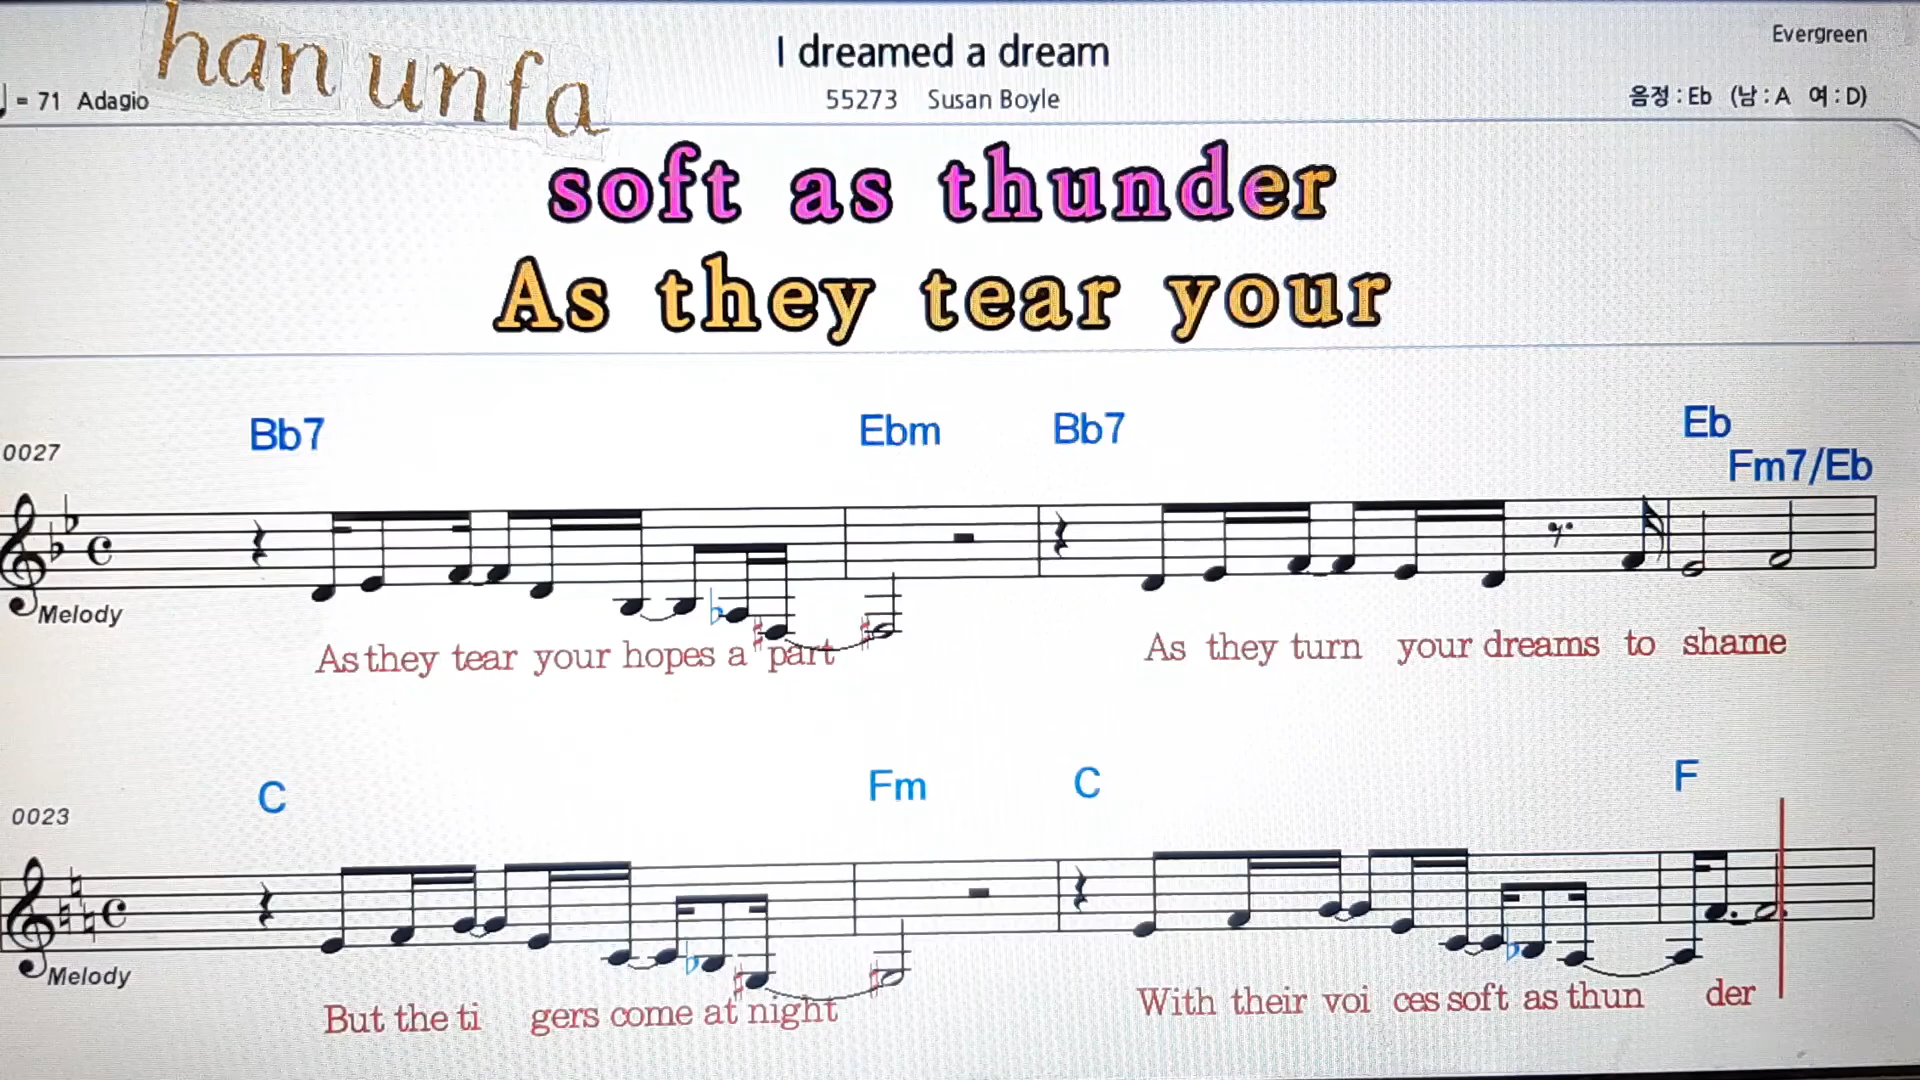 han unfa
I dreamed a dream
Evergreen
= 71 Adagio
55273 Susan Boyle
음정 : Eb (남 : A 여 : D)
soft as thunder
As they tear your
Bb7 Ebm Bb7 Eb
Fm7/Eb
0027
Melody
As they tear your hopes a part As they turn your dreams to shame
C Fm C F
0023
Melody
But the ti gers come at night With their voi ces soft as thun der